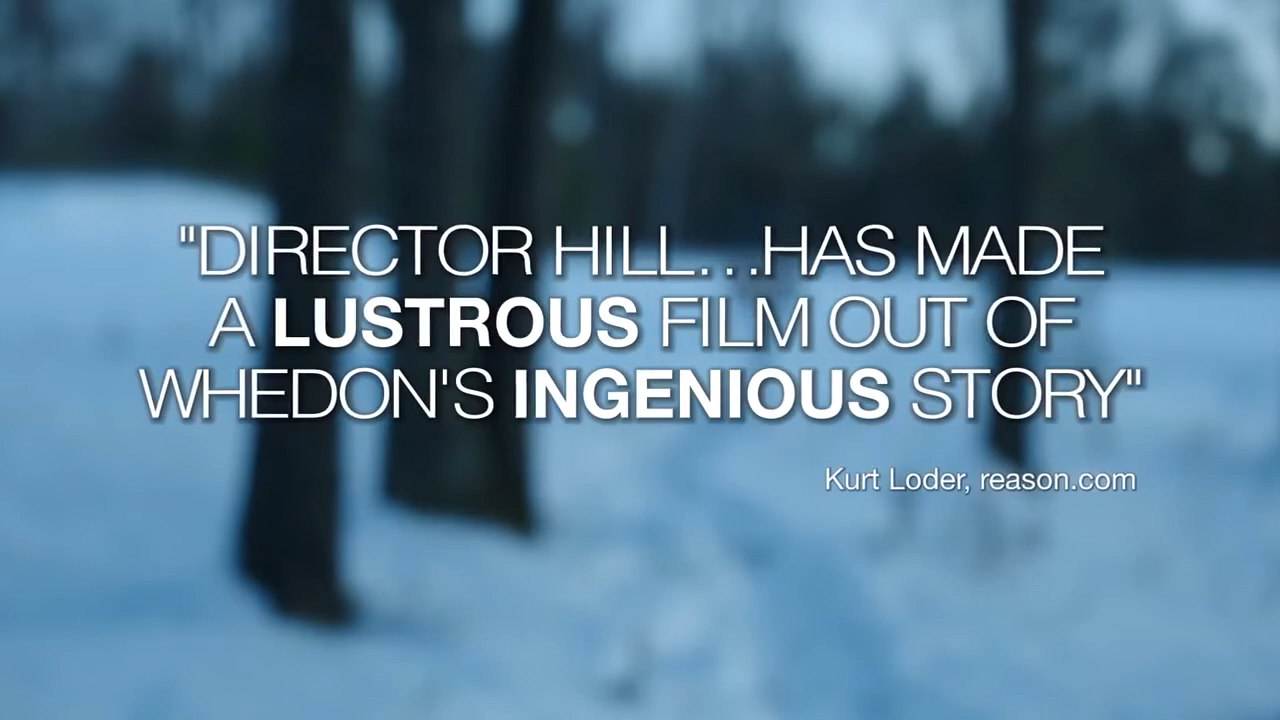 "DIRECTOR HILL...HAS MADE
A LUSTROUS FILM OUT OF
WHEDON'S INGENIOUS STORY"
Kurt Loder, reason.com